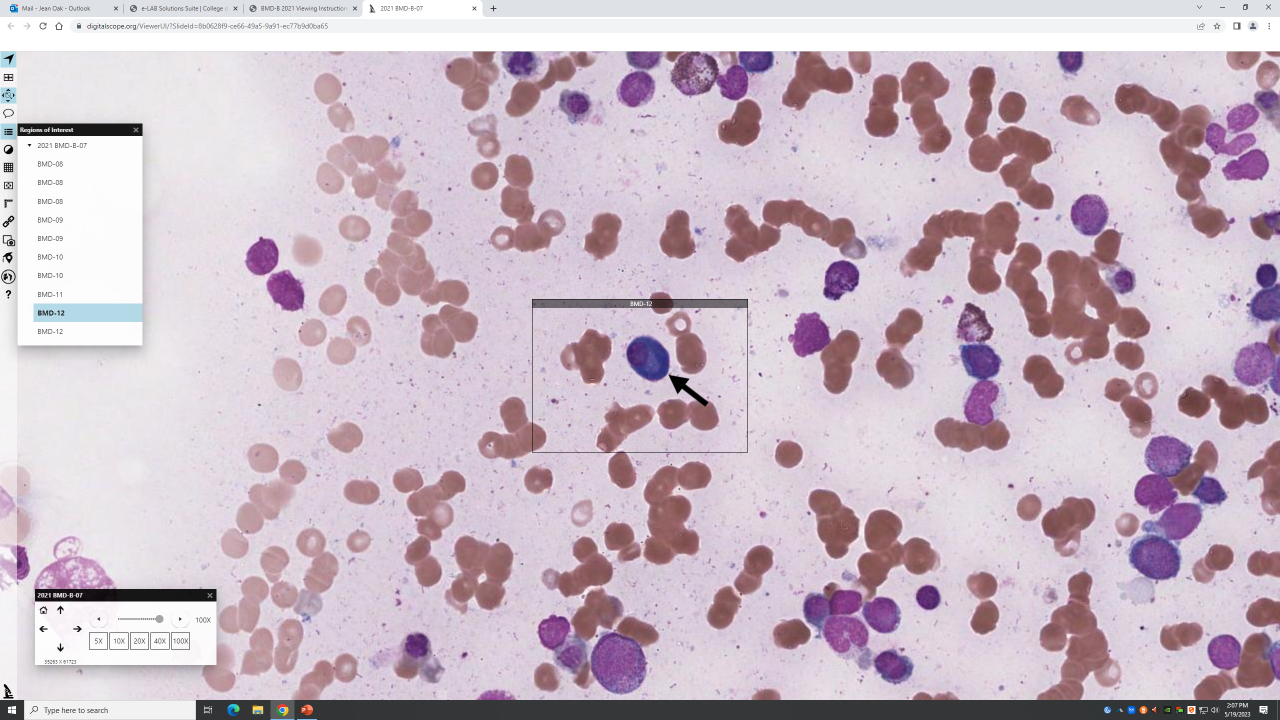 Mail - Jean Oak - Outlook
e-LAB Solutions Suite | College o
BMD-B 2021 Viewing Instruction
2021 BMD-B-07
digitalscope.org/ViewerUI/?SlideId=8b0628f9-ce66-49a5-9a91-ec77b9d0ba65
Regions of Interest
2021 BMD-B-07
BMD-08
BMD-08
BMD-08
BMD-09
BMD-09
BMD-10
BMD-10
BMD-11
BMD-12
BMD-12
BMD-12
2021 BMD-B-07
100X
5X 10X 20X 40X 100X
55263 X 61723
Type here to search
2:07 PM
5/19/2023